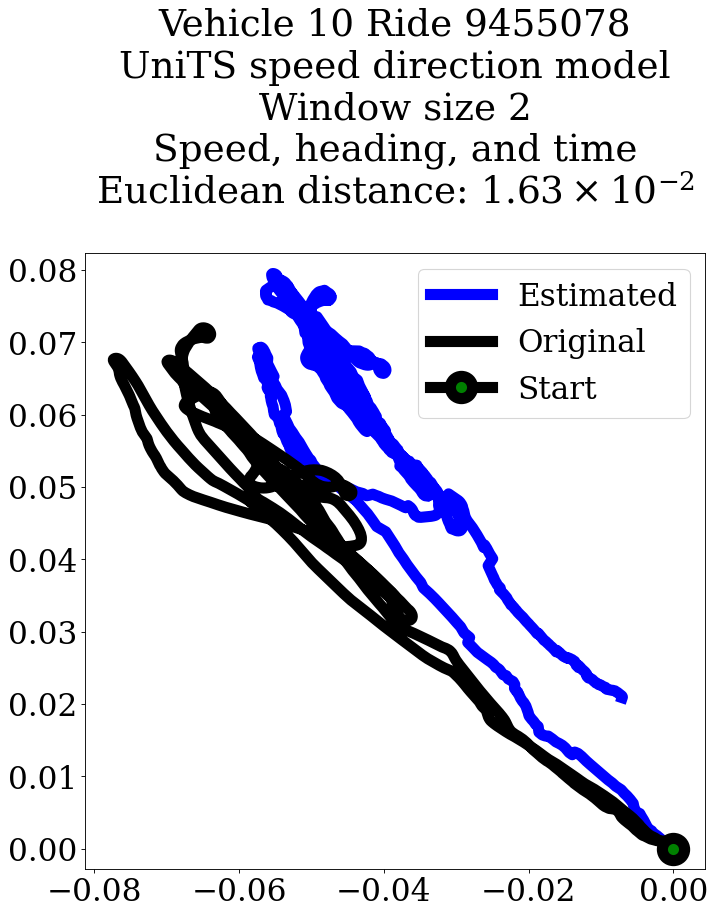 Vehicle 10 Ride 9455078
UniTS speed direction model
Window size 2
Speed, heading, and time
Euclidean distance: 1.63 × 10⁻²
0.08
0.07
0.06
0.05
0.04
0.03
0.02
0.01
0.00
Estimated
Original
Start
−0.08 −0.06 −0.04 −0.02 0.00